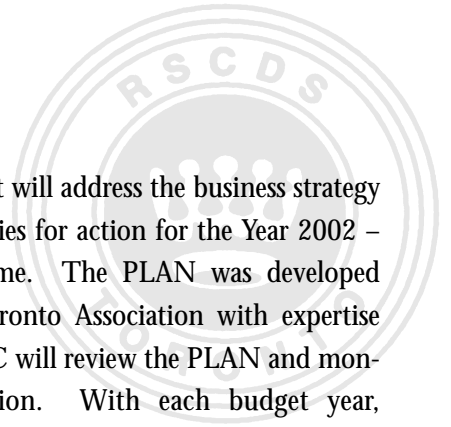 RSCDS
t will address the business strategy
ies for action for the Year 2002 –
me. The PLAN was developed
ronto Association with expertise
C will review the PLAN and mon-
ion. With each budget year,
TORONTO